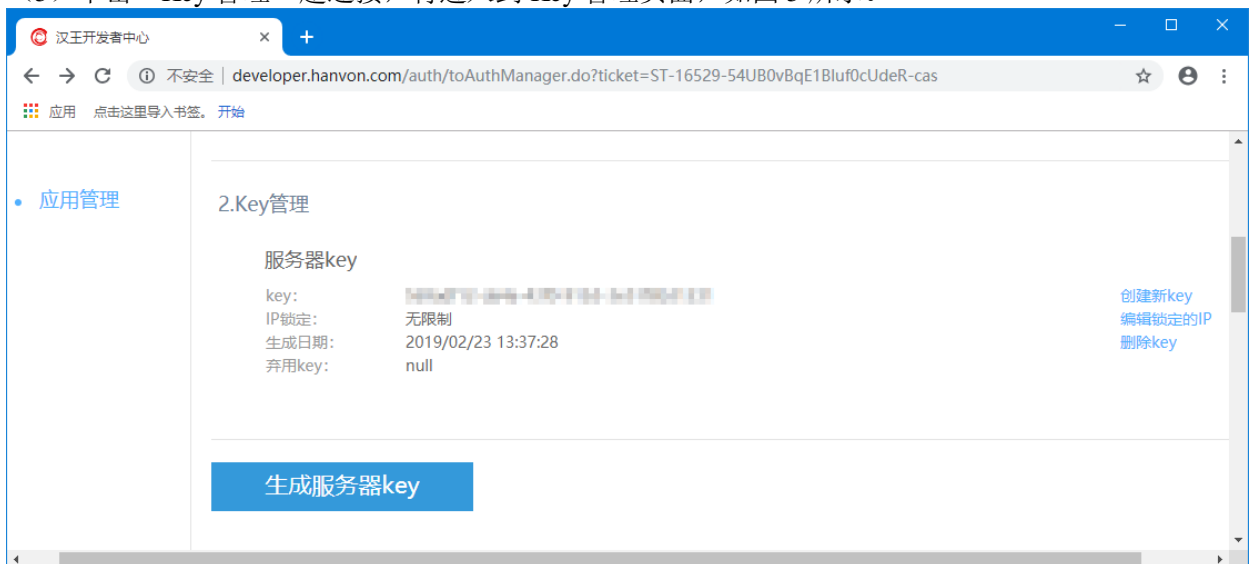 汉王开发者中心
不安全 | developer.hanvon.com/auth/toAuthManager.do?ticket=ST-16529-54UB0vBqE1Bluf0cUdeR-cas
应用 点击这里导入书签。开始
应用管理
2.Key管理
服务器key
key: 创建新key
IP锁定: 无限制 编辑锁定的IP
生成日期: 2019/02/23 13:37:28 删除key
弃用key: null
生成服务器key